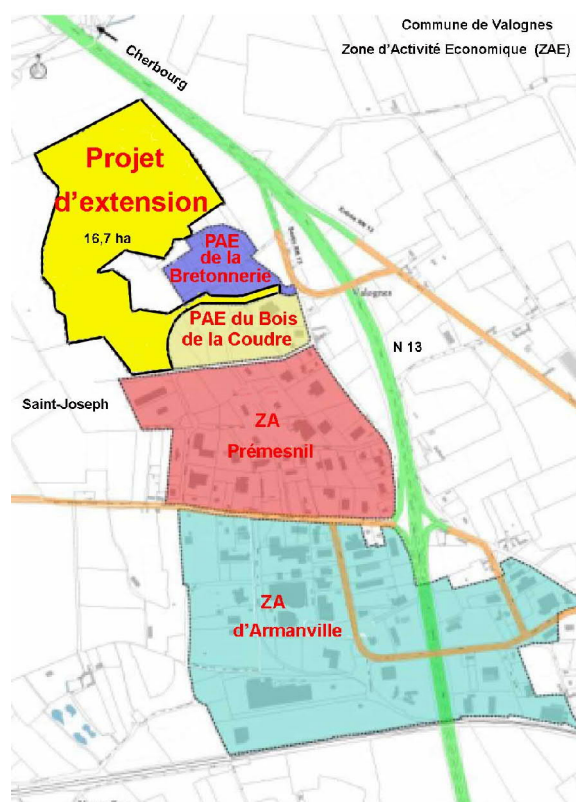 Commune de Valognes
Zone d'Activité Economique (ZAE)
Cherbourg
Projet
d'extension
16,7 ha
PAE
de la
Bretonnerie
Valognes
PAE du Bois
de la Coudre
N 13
Saint-Joseph
ZA
Prémesnil
ZA
d'Armanville